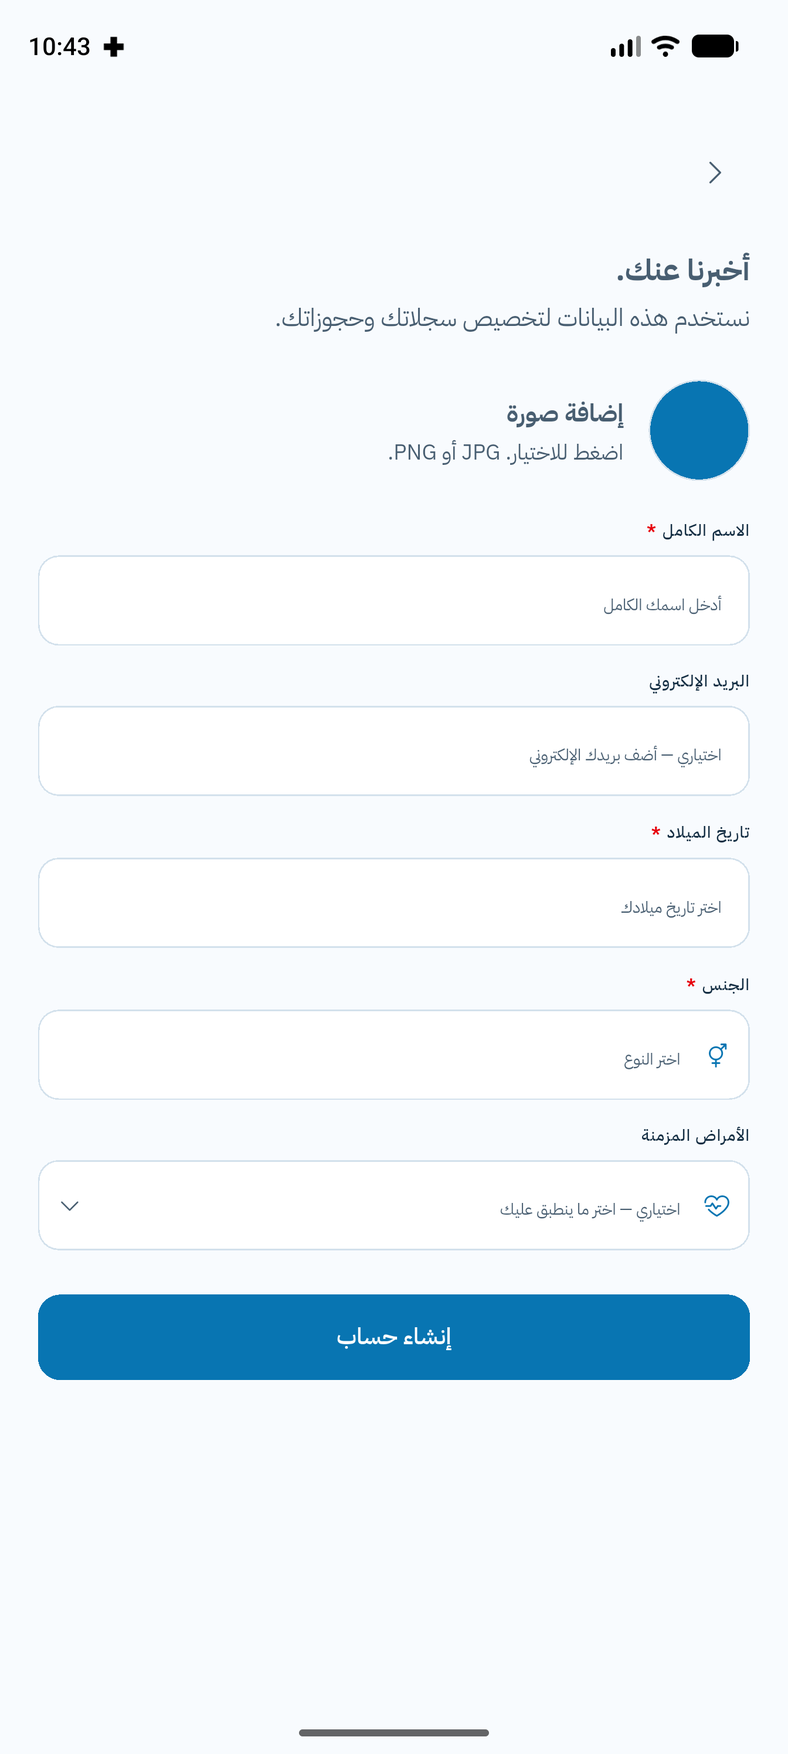 10:43
أخبرنا عنك.
نستخدم هذه البيانات لتخصيص سجلاتك وحجوزاتك.
إضافة صورة
اضغط للاختيار. JPG أو PNG.
الاسم الكامل *
أدخل اسمك الكامل
البريد الإلكتروني
اختياري — أضف بريدك الإلكتروني
تاريخ الميلاد *
اختر تاريخ ميلادك
الجنس *
اختر النوع
الأمراض المزمنة
اختياري — اختر ما ينطبق عليك
إنشاء حساب